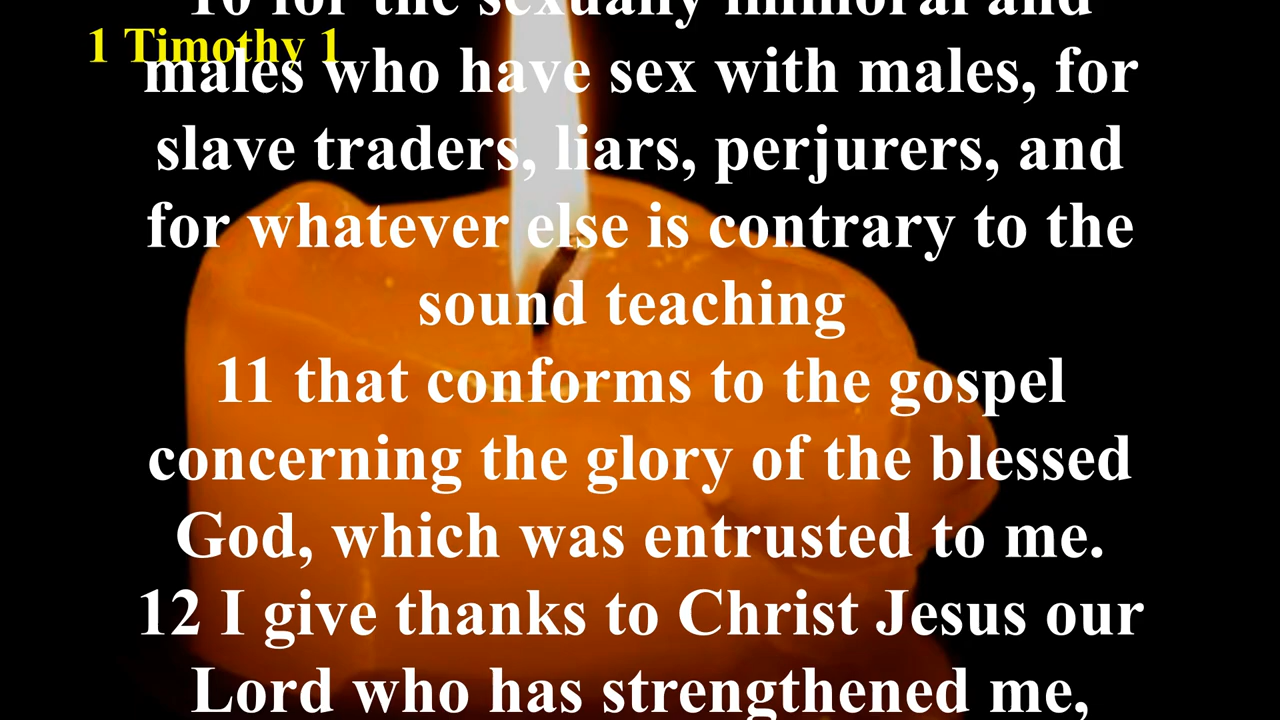 10 for the sexually immoral and
1 Timothy 1
males who have sex with males, for
slave traders, liars, perjurers, and
for whatever else is contrary to the
sound teaching
11 that conforms to the gospel
concerning the glory of the blessed
God, which was entrusted to me.
12 I give thanks to Christ Jesus our
Lord who has strengthened me,